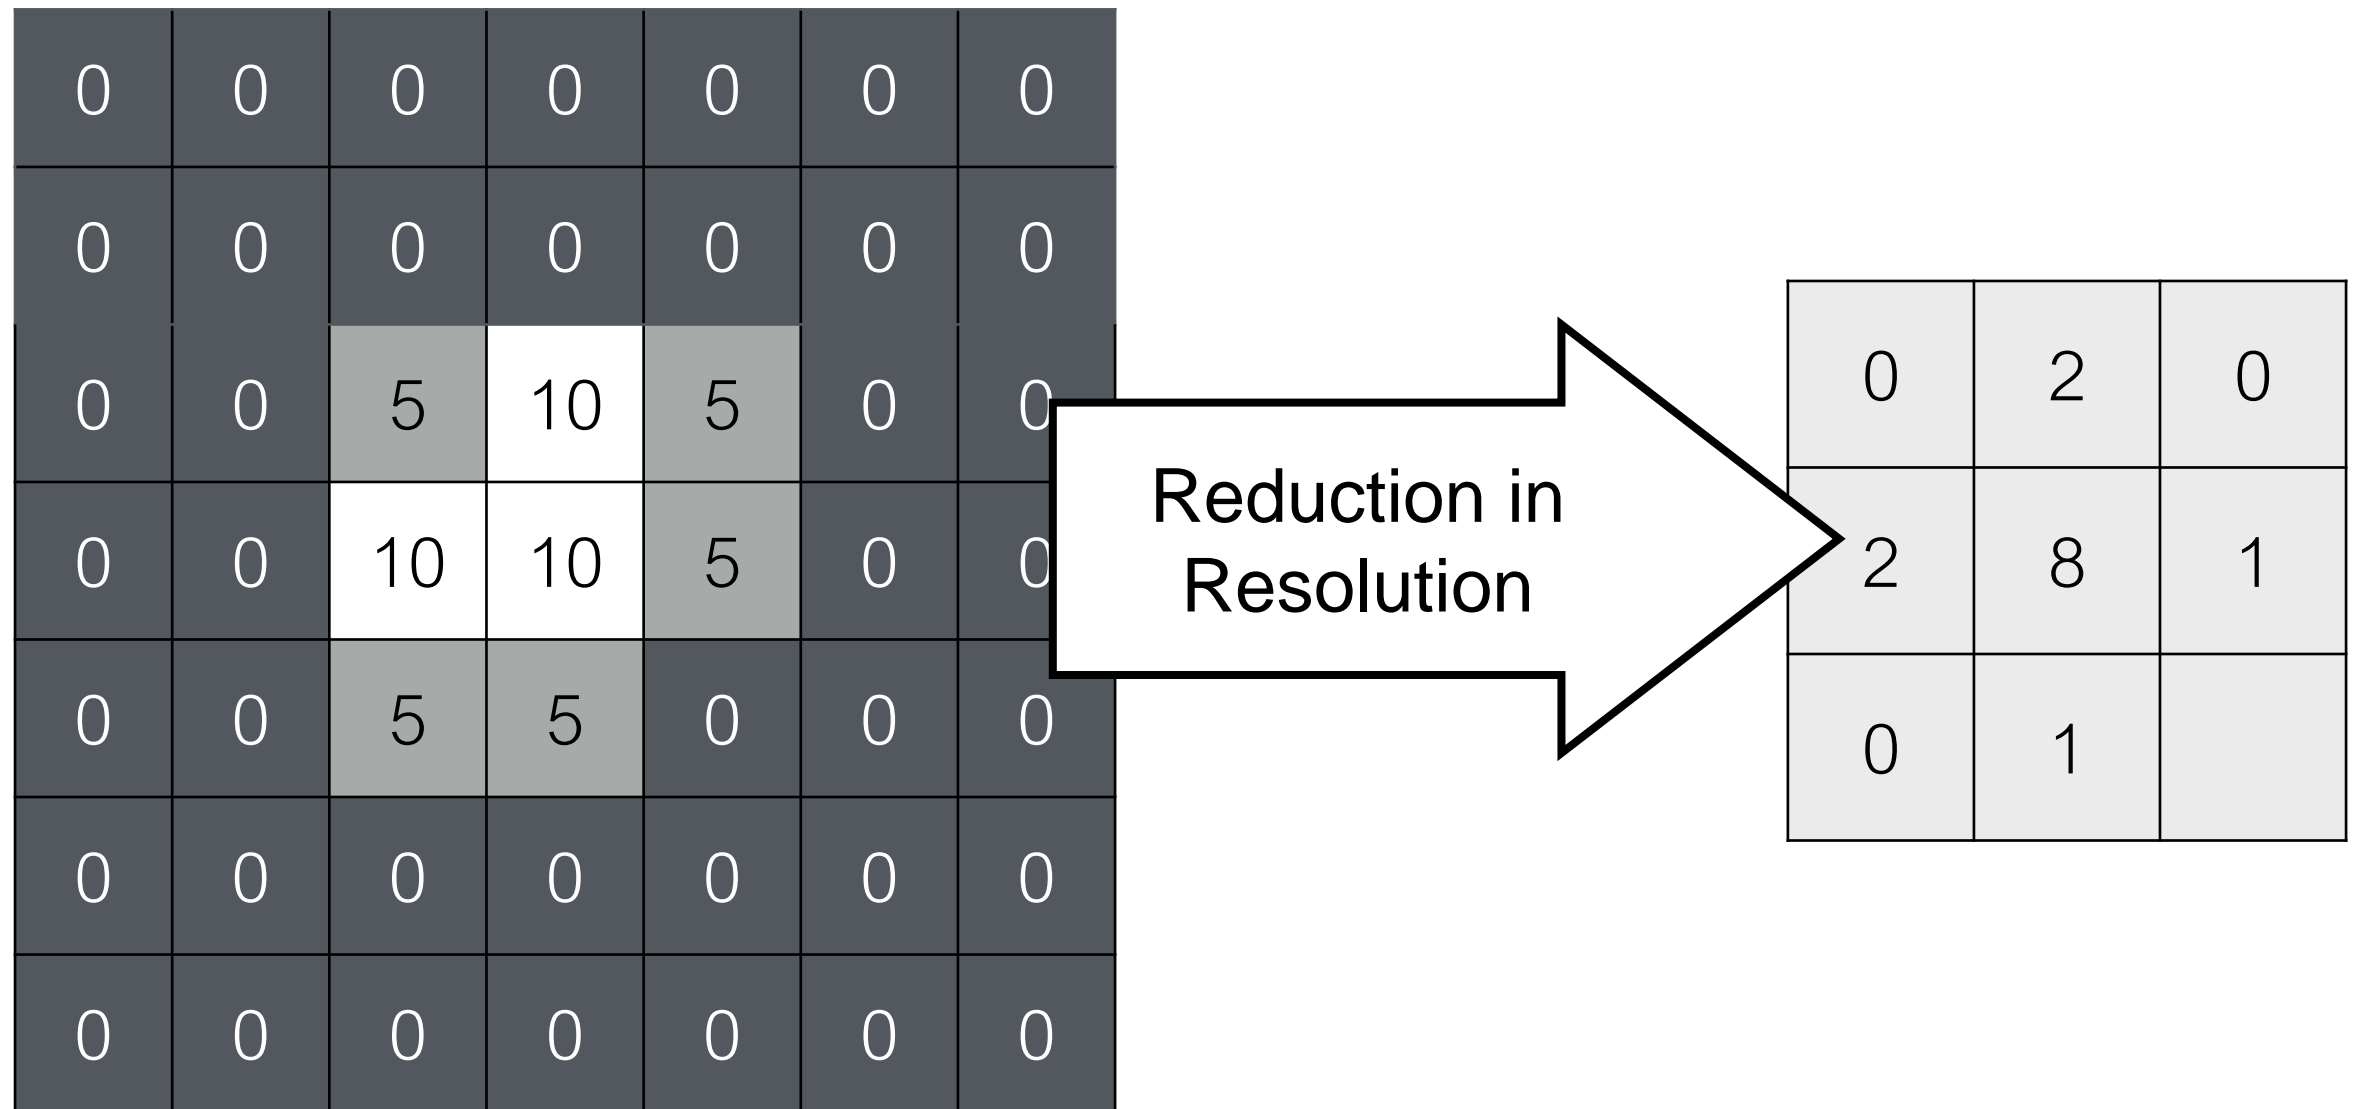 0 0 0 0 0 0 0
0 0 0 0 0 0 0
0 0 5 10 5 0 0
0 0 10 10 5 0 0
0 0 5 5 0 0 0
0 0 0 0 0 0 0
0 0 0 0 0 0 0
Reduction in
Resolution
0 2 0
2 8 1
0 1